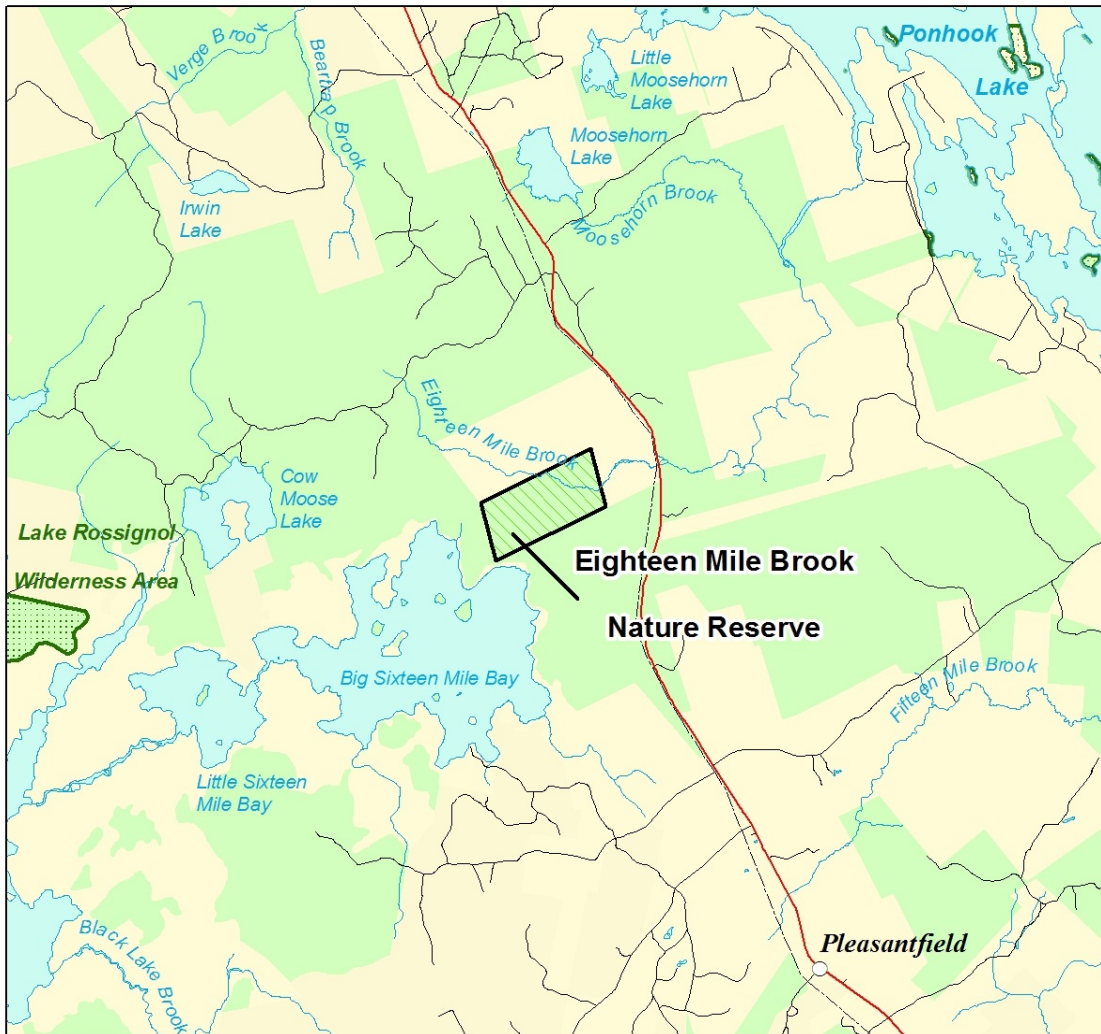 Verge Brook
Beartrap Brook
Little
Moosehorn
Lake
Ponhook
Lake
Moosehorn
Lake
Irwin
Lake
Moosehorn Brook
Eighteen Mile Brook
Cow
Moose
Lake
Lake Rossignol
Wilderness Area
Eighteen Mile Brook
Nature Reserve
Big Sixteen Mile Bay
Fifteen Mile Brook
Little Sixteen
Mile Bay
Black Lake Brook
Pleasantfield